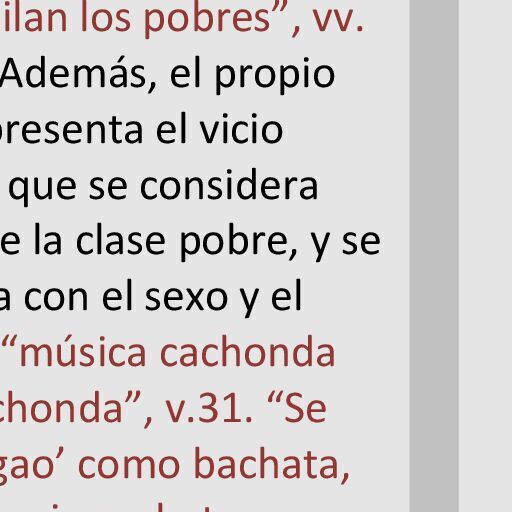 ilan los pobres”, vv.
Además, el propio
presenta el vicio
que se considera
e la clase pobre, y se
a con el sexo y el
“música cachonda
chonda”, v.31. “Se
gao’ como bachata,